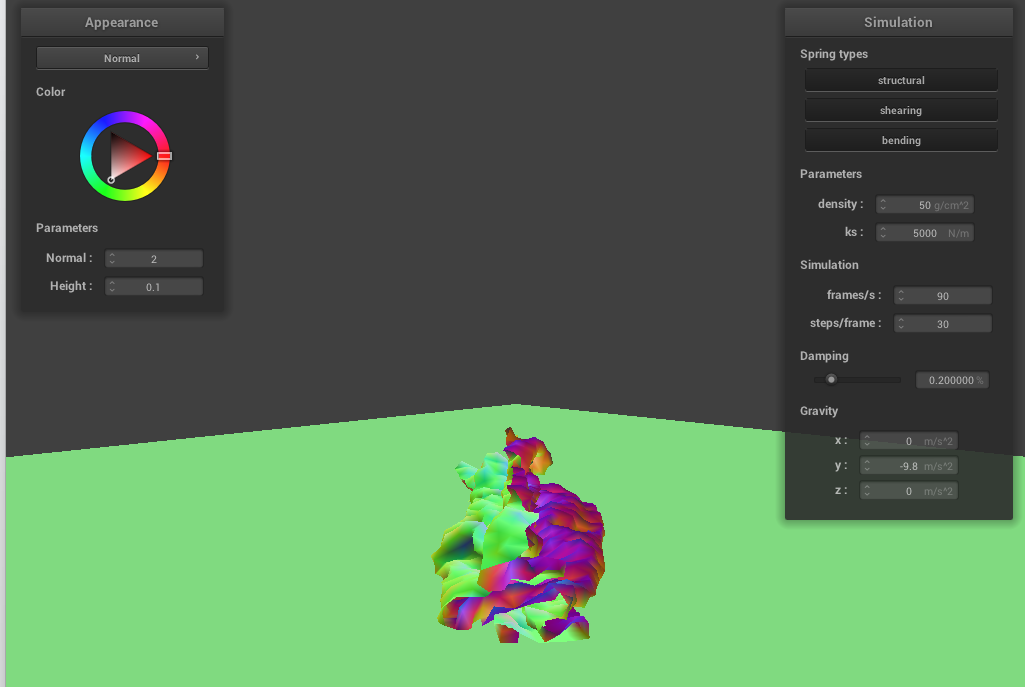 Appearance
Normal
Color
Parameters
Normal : 2
Height : 0.1
Simulation
Spring types
structural
shearing
bending
Parameters
density : 50 g/cm^2
ks : 5000 N/m
Simulation
frames/s : 90
steps/frame : 30
Damping
0.200000 %
Gravity
x : 0 m/s^2
y : -9.8 m/s^2
z : 0 m/s^2